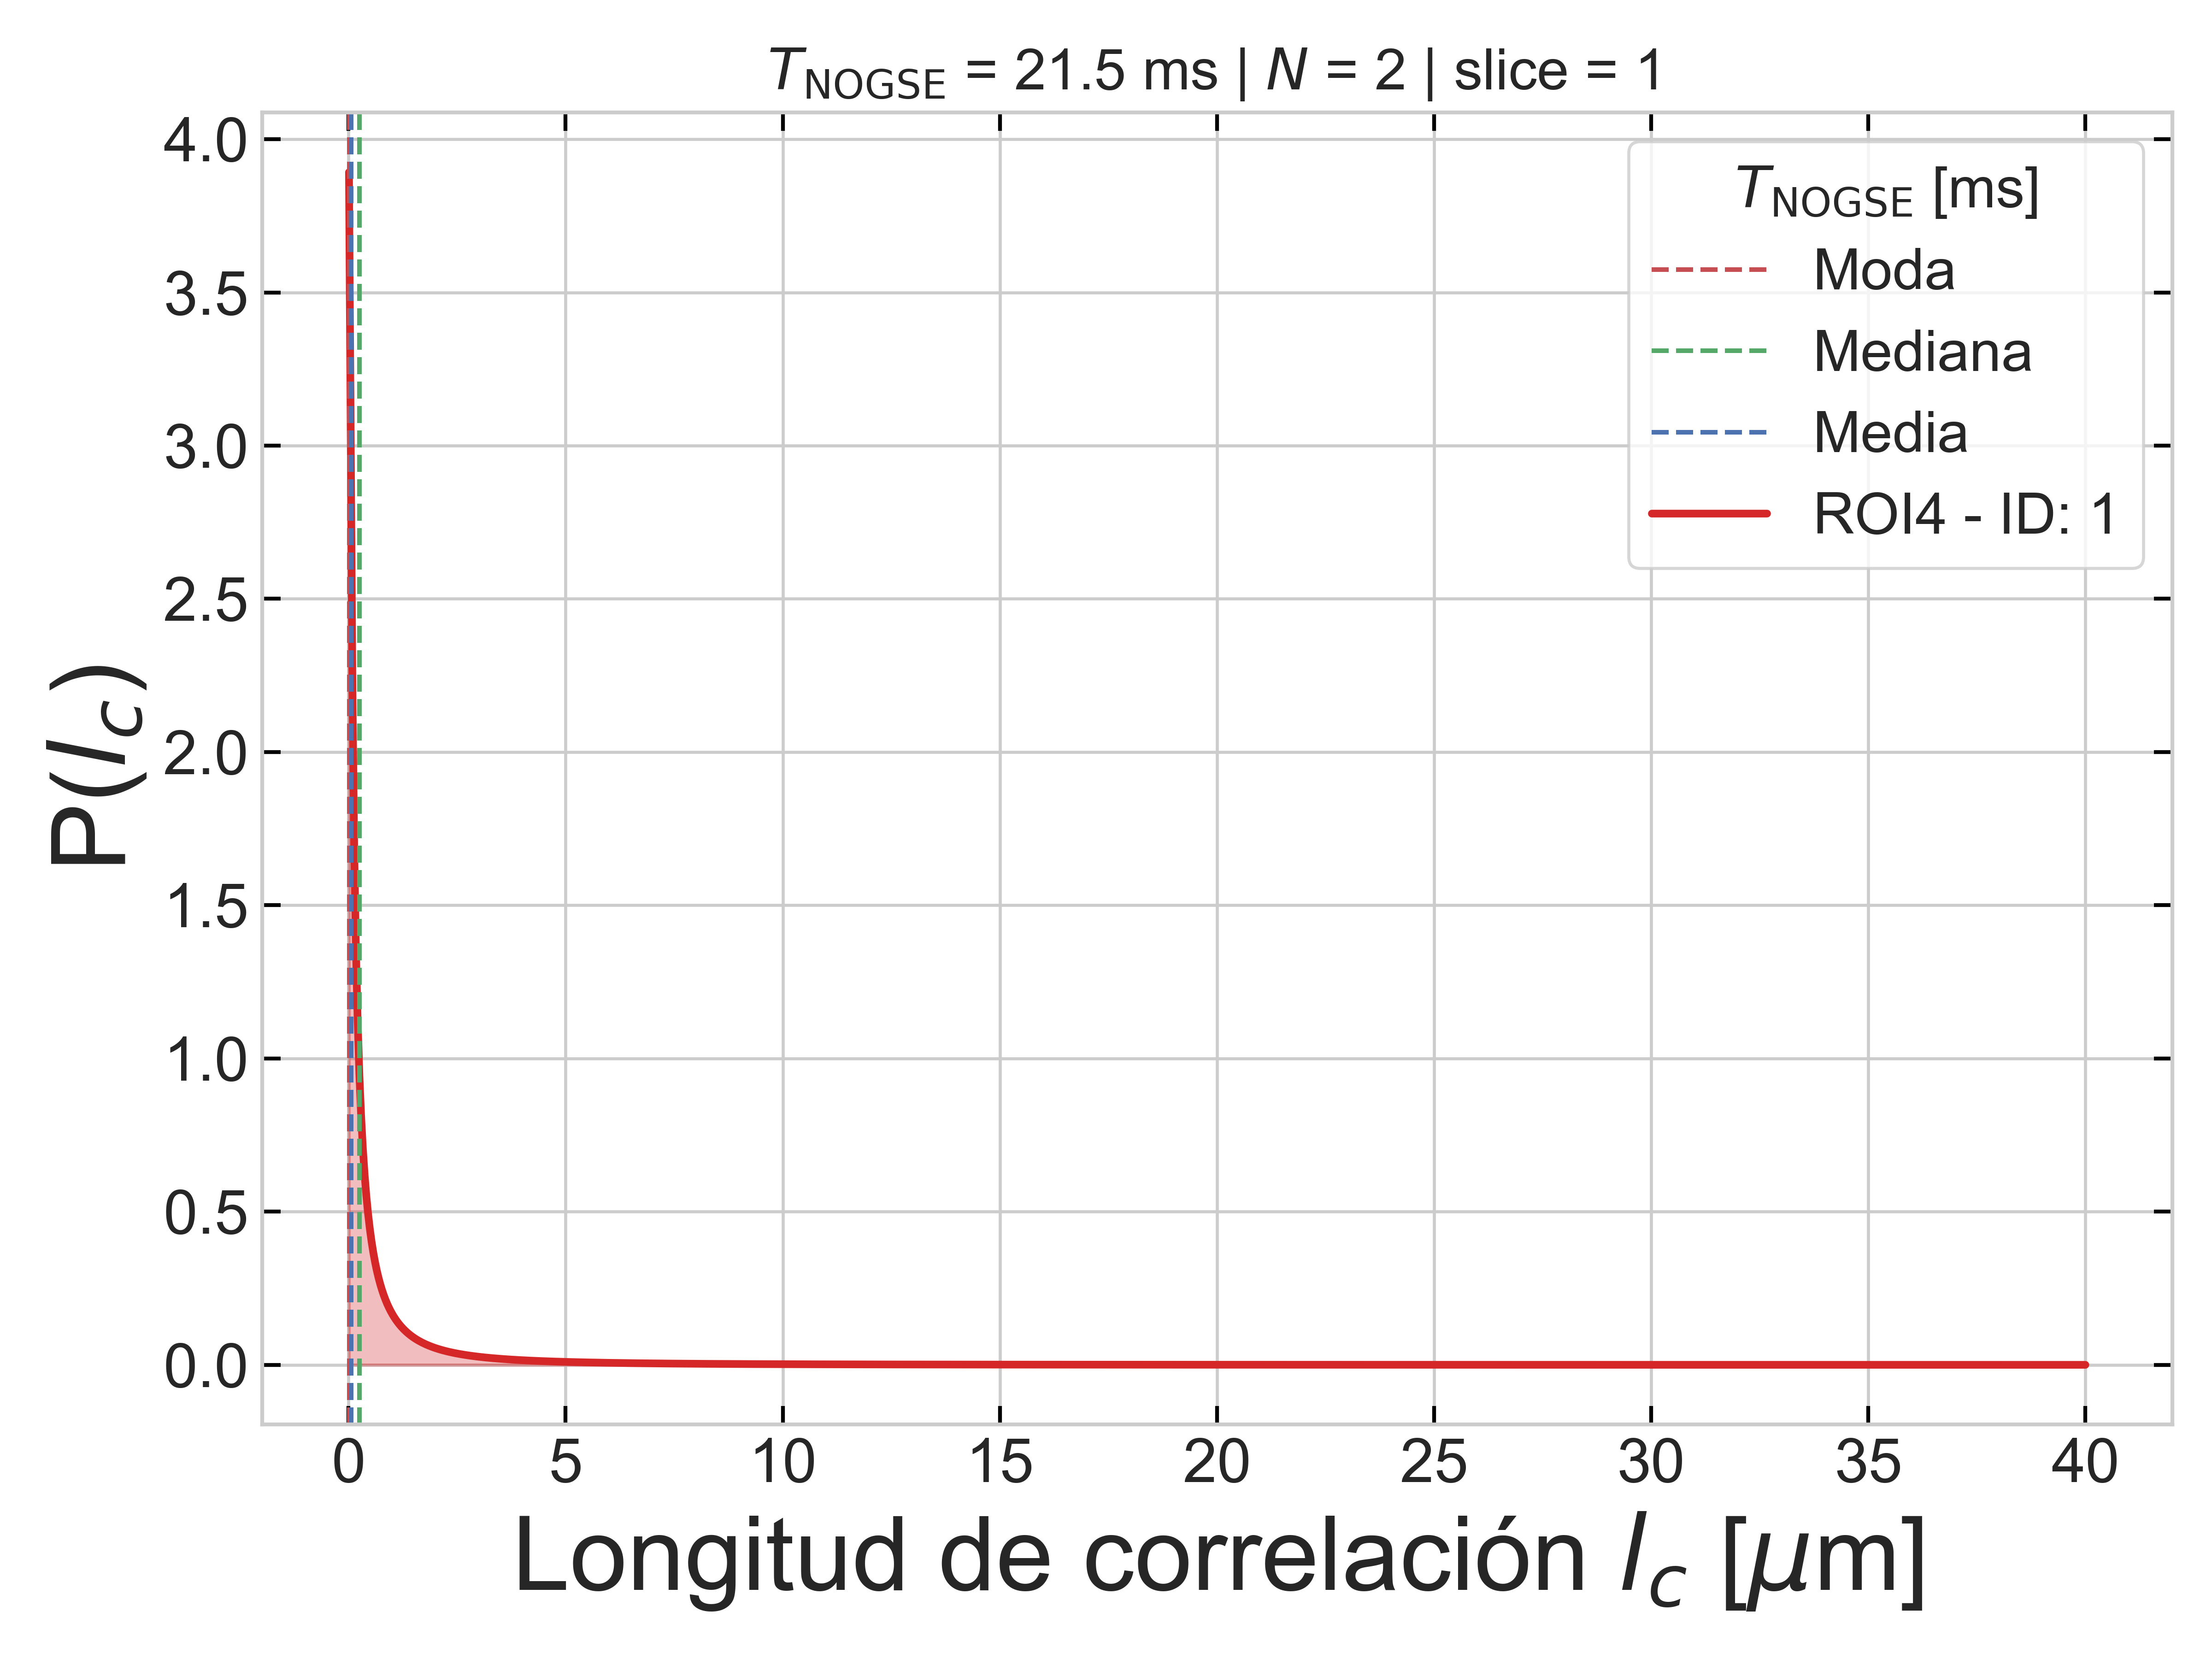 T_NOGSE = 21.5 ms | N = 2 | slice = 1
T_NOGSE [ms]
Moda
Mediana
Media
ROI4 - ID: 1
P(l_c)
4.0
3.5
3.0
2.5
2.0
1.5
1.0
0.5
0.0
0 5 10 15 20 25 30 35 40
Longitud de correlación l_c [μm]